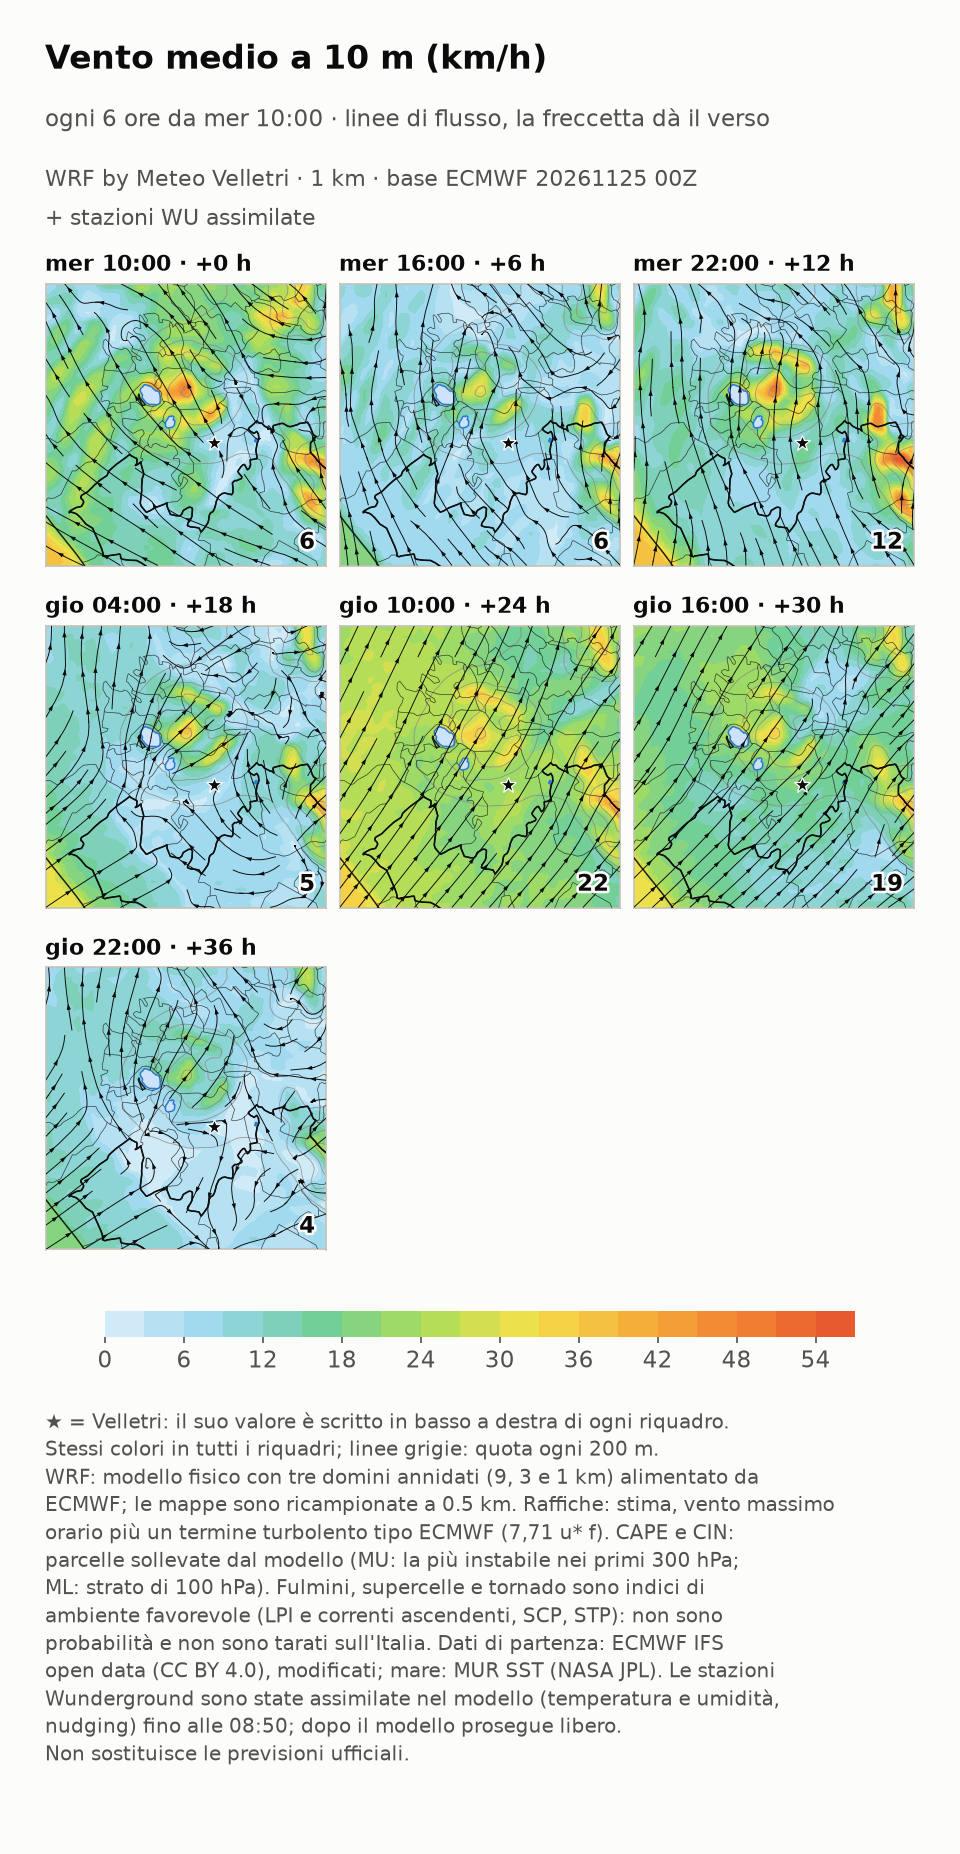 Vento medio a 10 m (km/h)
ogni 6 ore da mer 10:00 · linee di flusso, la freccetta dà il verso
WRF by Meteo Velletri · 1 km · base ECMWF 20261125 00Z
+ stazioni WU assimilate
mer 10:00 · +0 h
mer 16:00 · +6 h
mer 22:00 · +12 h
6
6
12
gio 04:00 · +18 h
gio 10:00 · +24 h
gio 16:00 · +30 h
5
22
19
gio 22:00 · +36 h
4
0 6 12 18 24 30 36 42 48 54
★ = Velletri: il suo valore è scritto in basso a destra di ogni riquadro.
Stessi colori in tutti i riquadri; linee grigie: quota ogni 200 m.
WRF: modello fisico con tre domini annidati (9, 3 e 1 km) alimentato da
ECMWF; le mappe sono ricampionate a 0.5 km. Raffiche: stima, vento massimo
orario più un termine turbolento tipo ECMWF (7,71 u* f). CAPE e CIN:
parcelle sollevate dal modello (MU: la più instabile nei primi 300 hPa;
ML: strato di 100 hPa). Fulmini, supercelle e tornado sono indici di
ambiente favorevole (LPI e correnti ascendenti, SCP, STP): non sono
probabilità e non sono tarati sull'Italia. Dati di partenza: ECMWF IFS
open data (CC BY 4.0), modificati; mare: MUR SST (NASA JPL). Le stazioni
Wunderground sono state assimilate nel modello (temperatura e umidità,
nudging) fino alle 08:50; dopo il modello prosegue libero.
Non sostituisce le previsioni ufficiali.